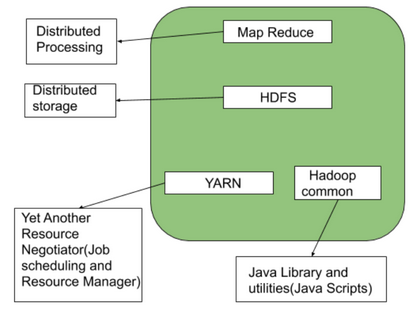 Distributed
Processing
Map Reduce
Distributed
storage
HDFS
YARN
Hadoop
common
Yet Another
Resource
Negotiator(Job
scheduling and
Resource Manager)
Java Library and
utilities(Java Scripts)